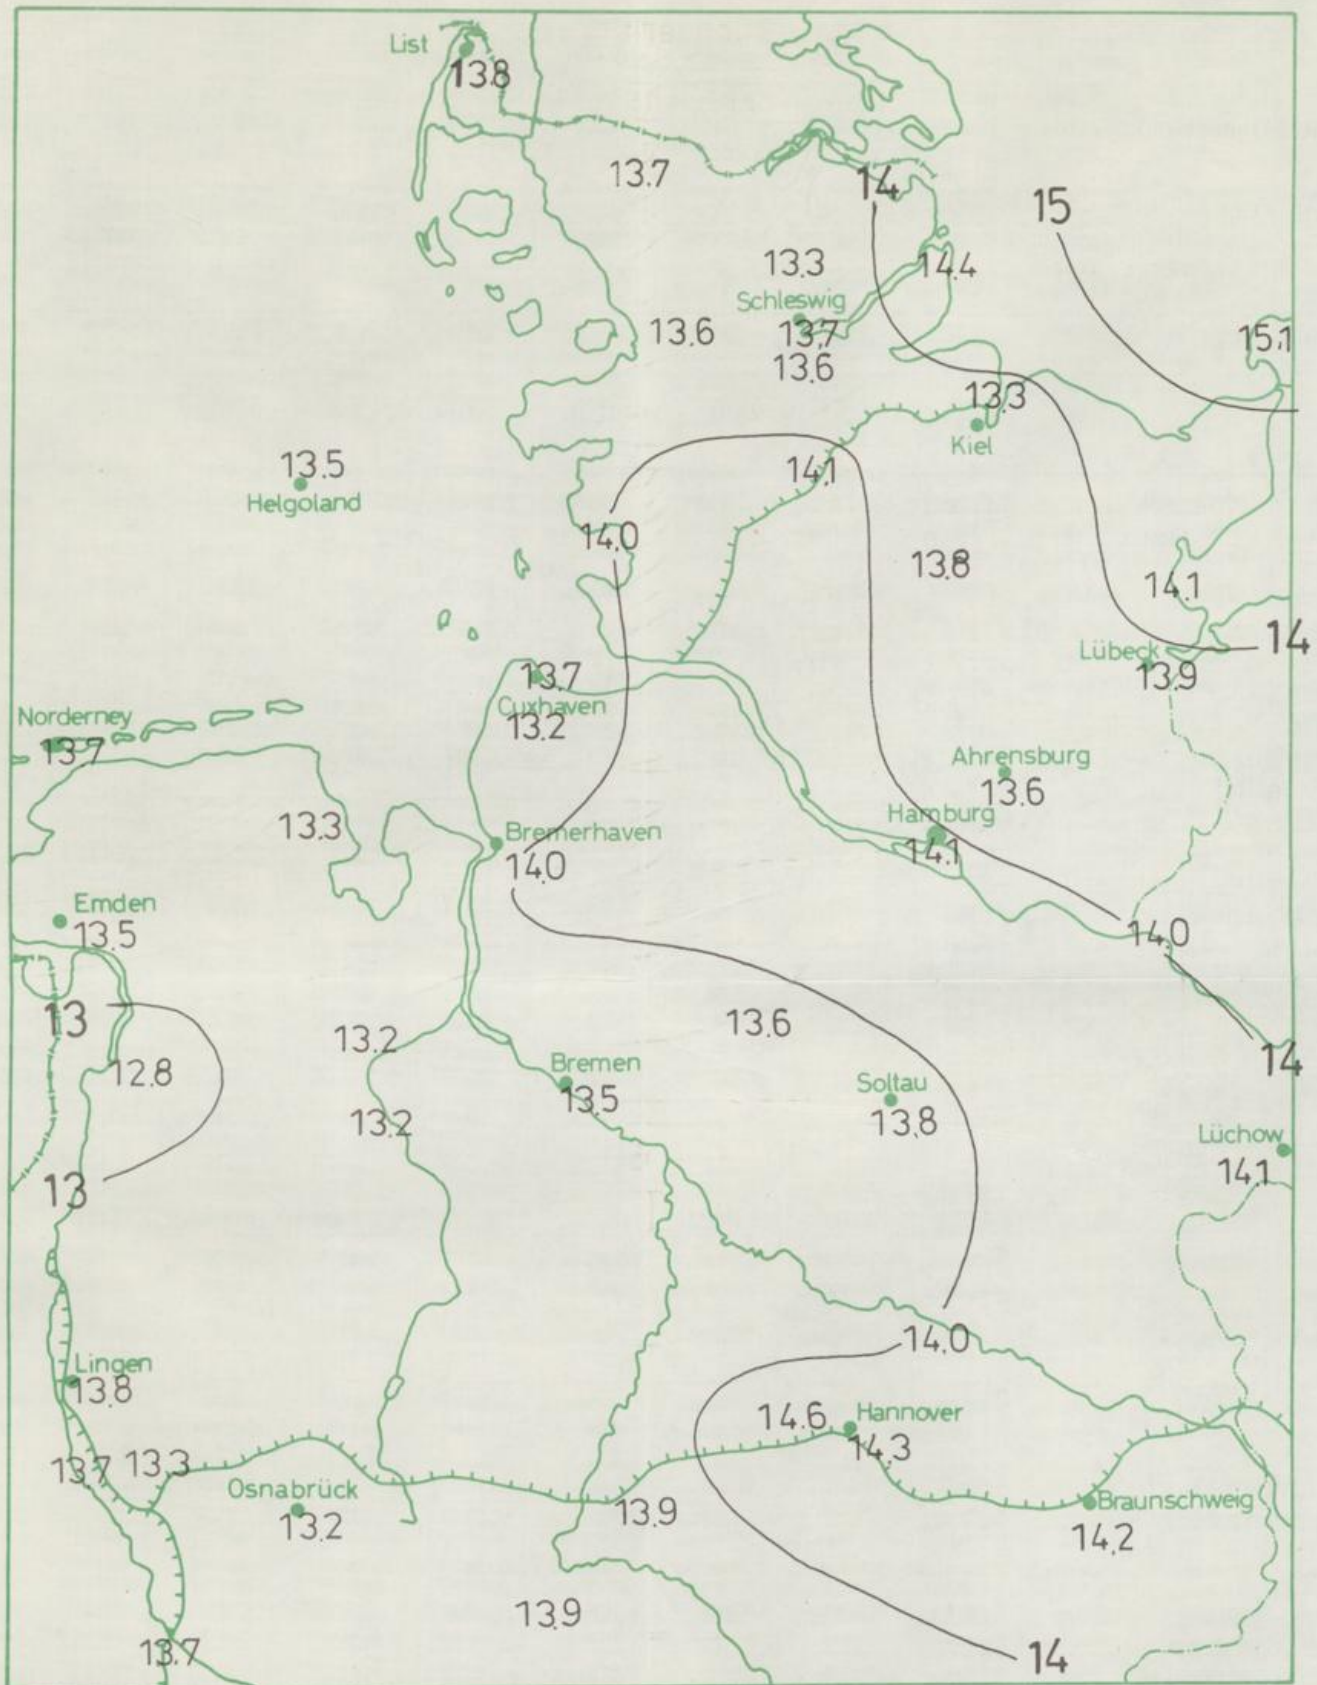 List
13.8
13.7
14
15
13.3
14.4
Schleswig
13.6
13.7
15.1
13.6
13.3
Kiel
13.5
14.1
Helgoland
14.0
13.8
14.1
14
Lübeck
13.7
13.9
Cuxhaven
Norderney
13.2
13.7
Ahrensburg
13.6
Hamburg
13.3
Bremerhaven
14.1
14.0
Emden
13.5
14.0
13
13.6
13.2
14
12.8
Bremen
Soltau
13.5
13.2
13.8
Lüchow
14.1
13
14.0
Lingen
13.8
14.6
Hannover
14.3
13.7
13.3
Osnabrück
Braunschweig
13.2
13.9
14.2
13.9
13.7
14